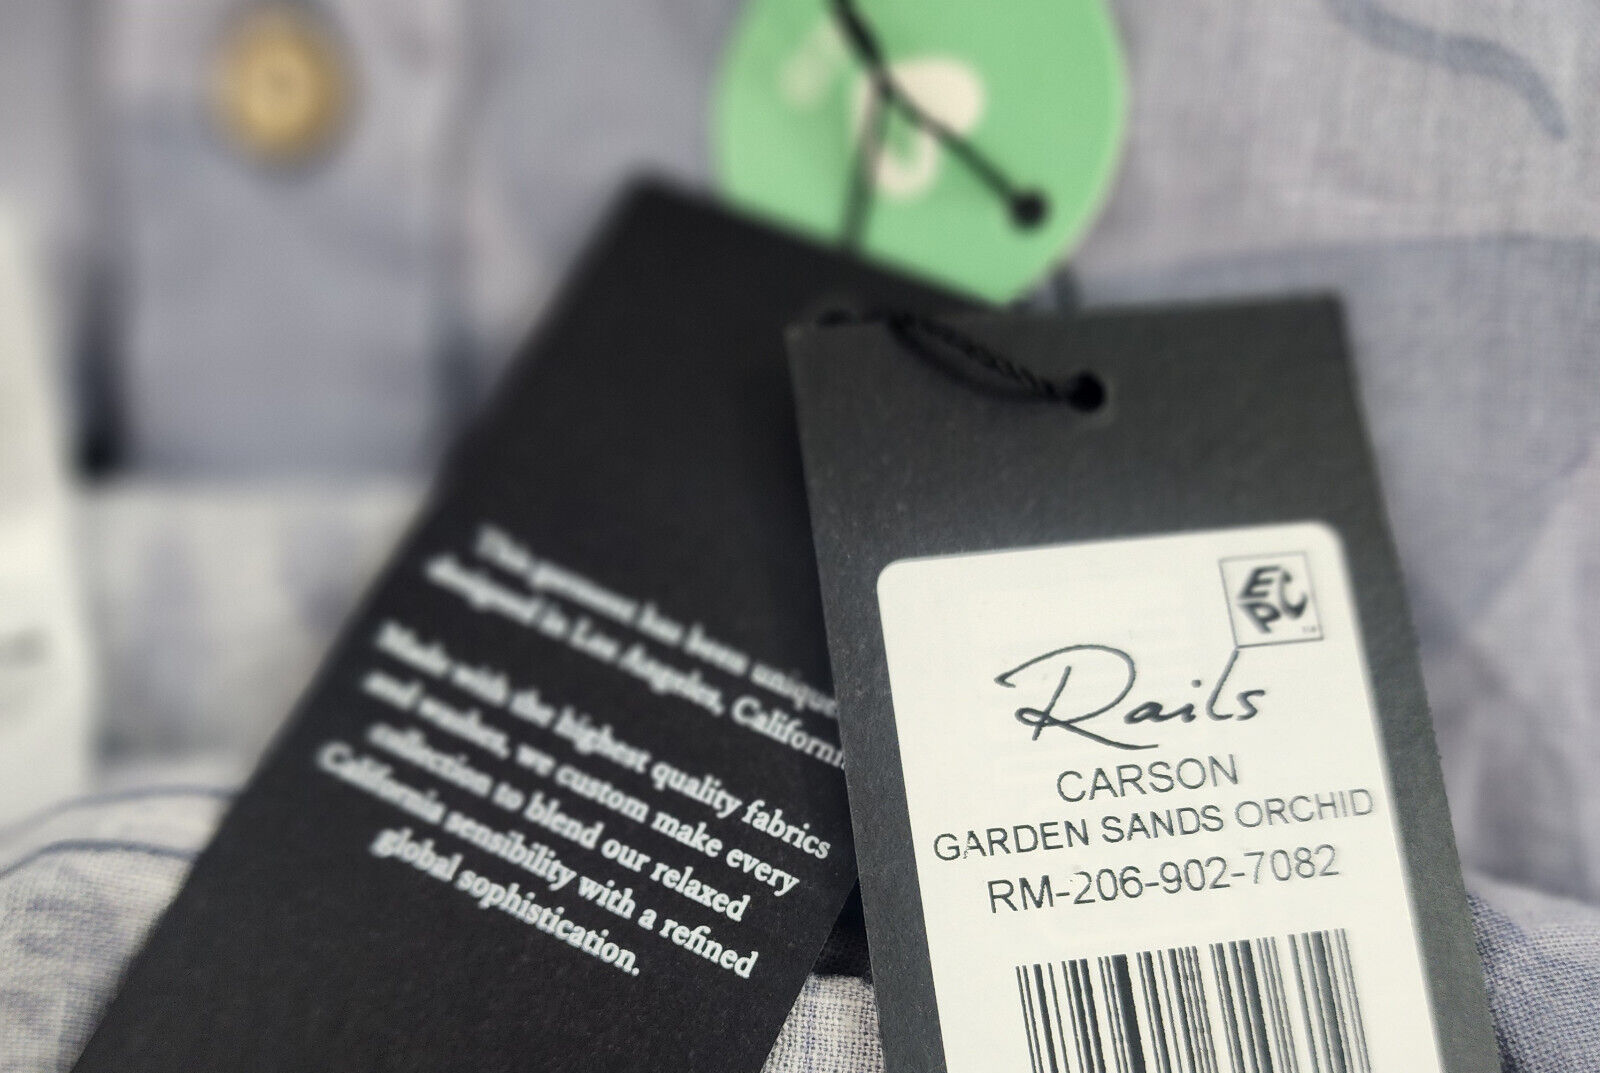 This garment has been unique
designed in Los Angeles, Californi
Made with the highest quality fabrics
and washes, we custom make every
collection to blend our relaxed
California sensibility with a refined
global sophistication.
EPC
Rails
CARSON
GARDEN SANDS ORCHID
RM-206-902-7082